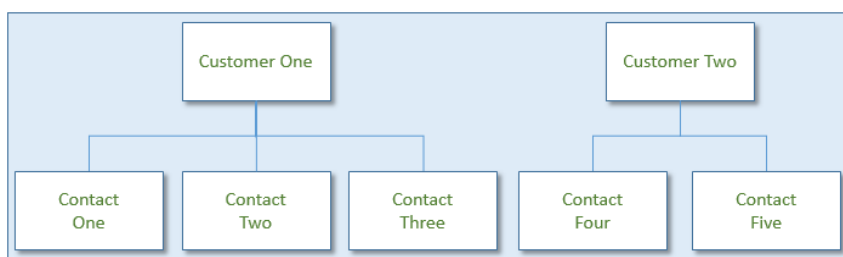 Customer One
Customer Two
Contact
One
Contact
Two
Contact
Three
Contact
Four
Contact
Five